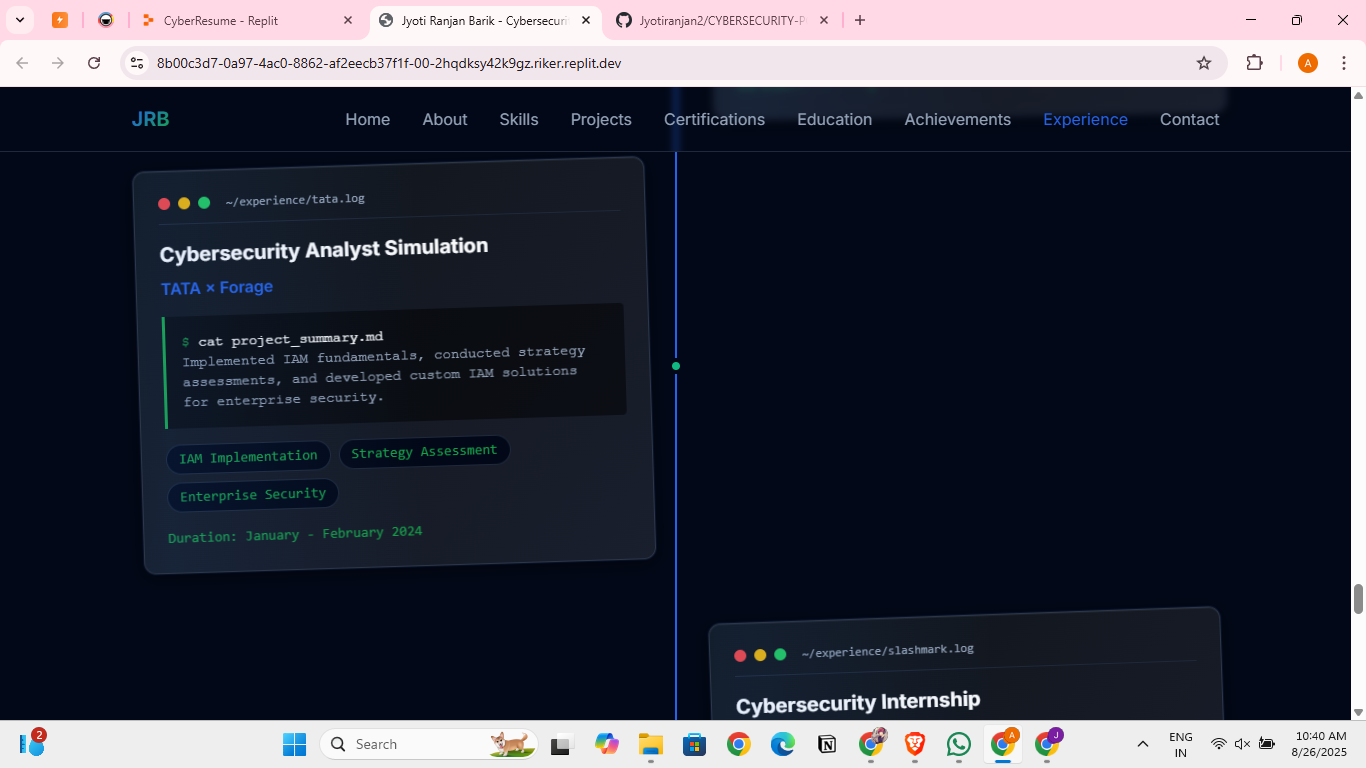 CyberResume - Replit
Jyoti Ranjan Barik - Cybersecuri
Jyotiranjan2/CYBERSECURITY-P
8b00c3d7-0a97-4ac0-8862-af2eecb37f1f-00-2hqdksy42k9gz.riker.replit.dev
A
JRB
Home
About
Skills
Projects
Certifications
Education
Achievements
Experience
Contact
~/experience/tata.log
Cybersecurity Analyst Simulation
TATA × Forage
$ cat project_summary.md
Implemented IAM fundamentals, conducted strategy
assessments, and developed custom IAM solutions
for enterprise security.
IAM Implementation
Strategy Assessment
Enterprise Security
Duration: January - February 2024
~/experience/slashmark.log
Cybersecurity Internship
2
Search
A
J
ENG
IN
10:40 AM
8/26/2025